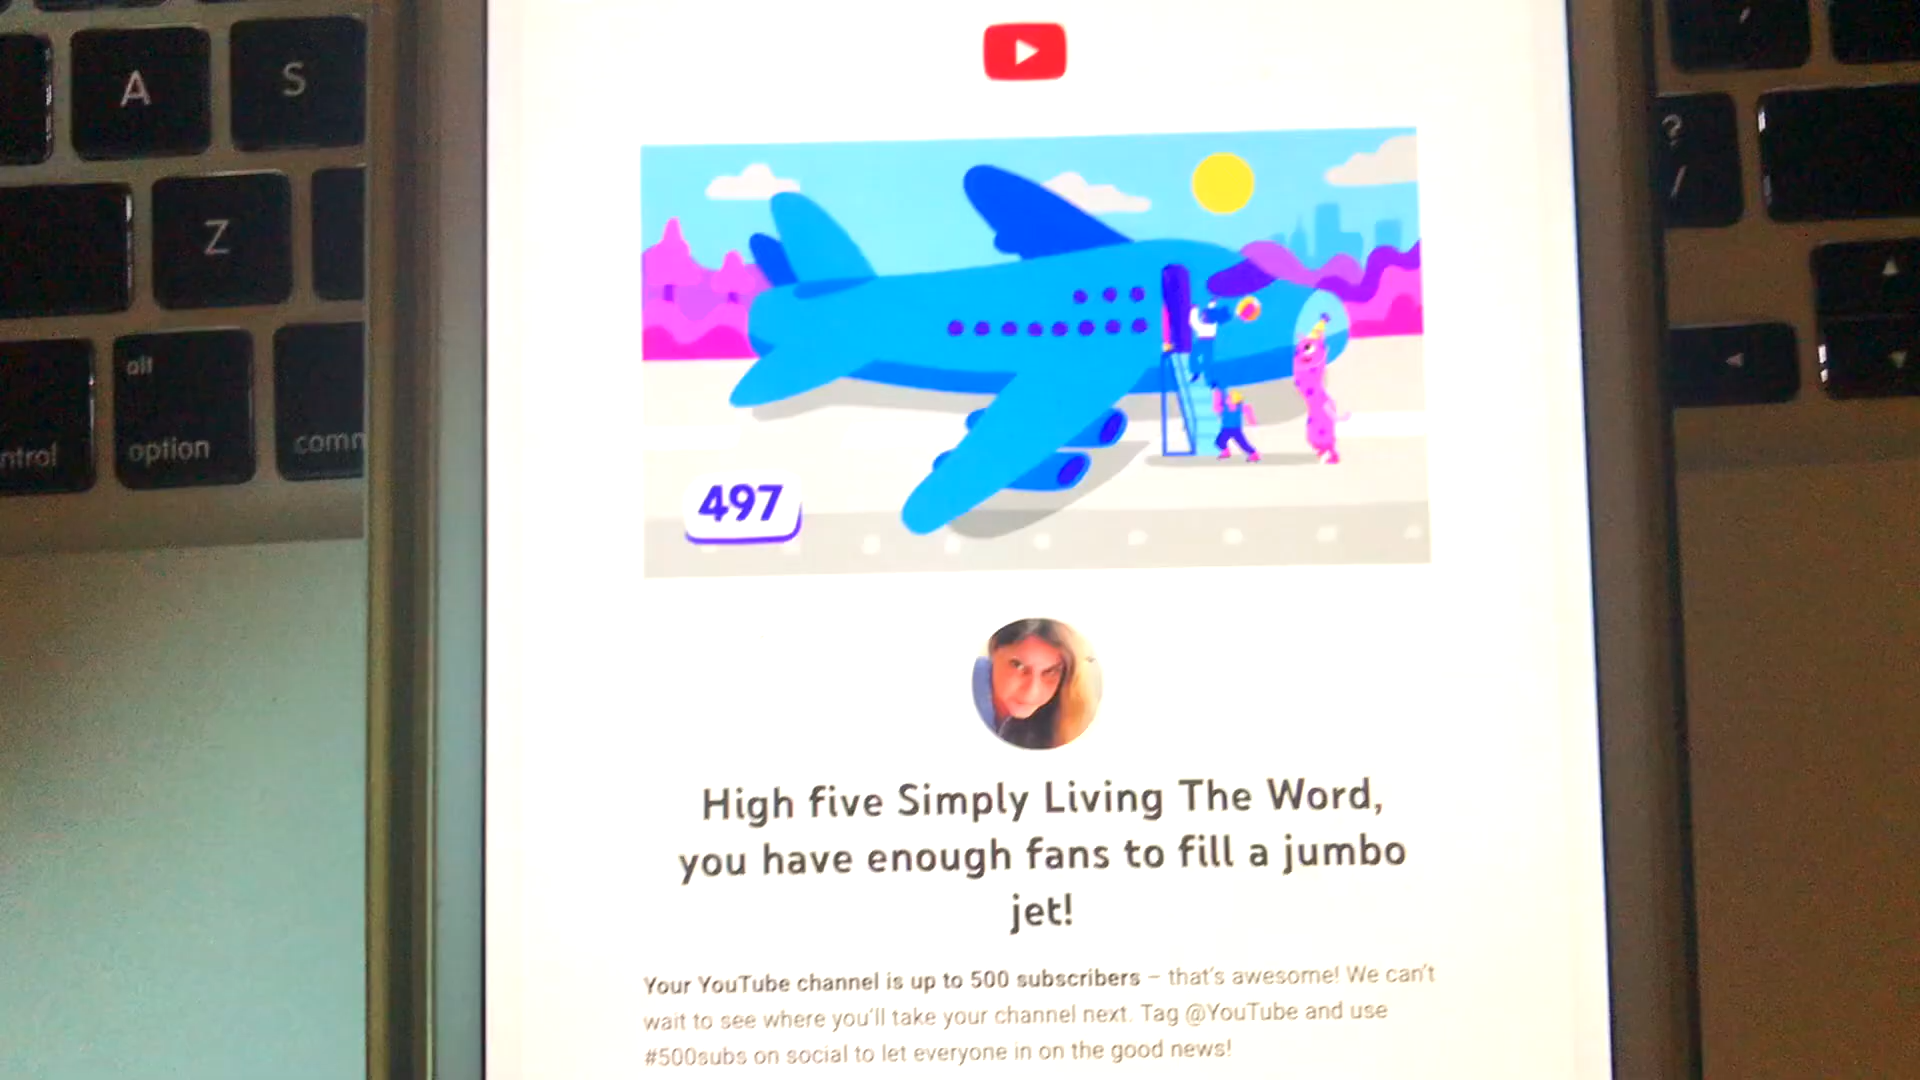 A
S
Z
?
/
alt
option
ntrol
comm
497
High five Simply Living The Word,
you have enough fans to fill a jumbo
jet!
Your YouTube channel is up to 500 subscribers – that's awesome! We can't
wait to see where you'll take your channel next. Tag @YouTube and use
#500subs on social to let everyone in on the good news!